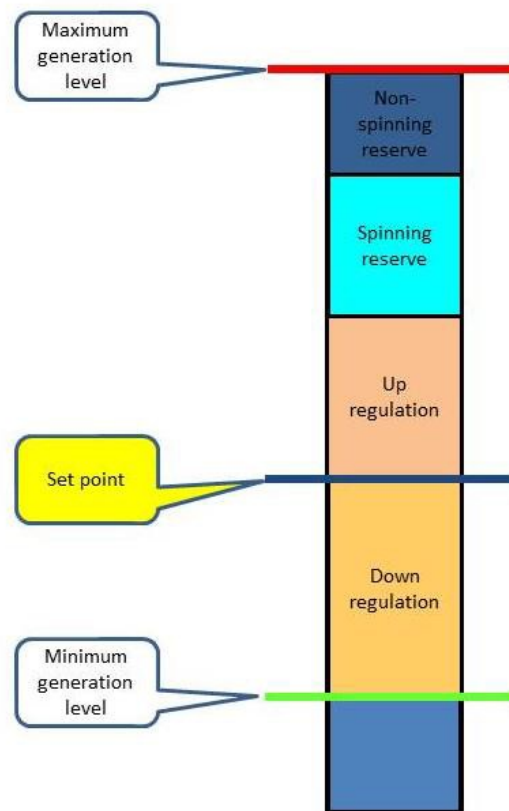 Maximum
generation
level
Non-
spinning
reserve
Spinning
reserve
Up
regulation
Set point
Down
regulation
Minimum
generation
level